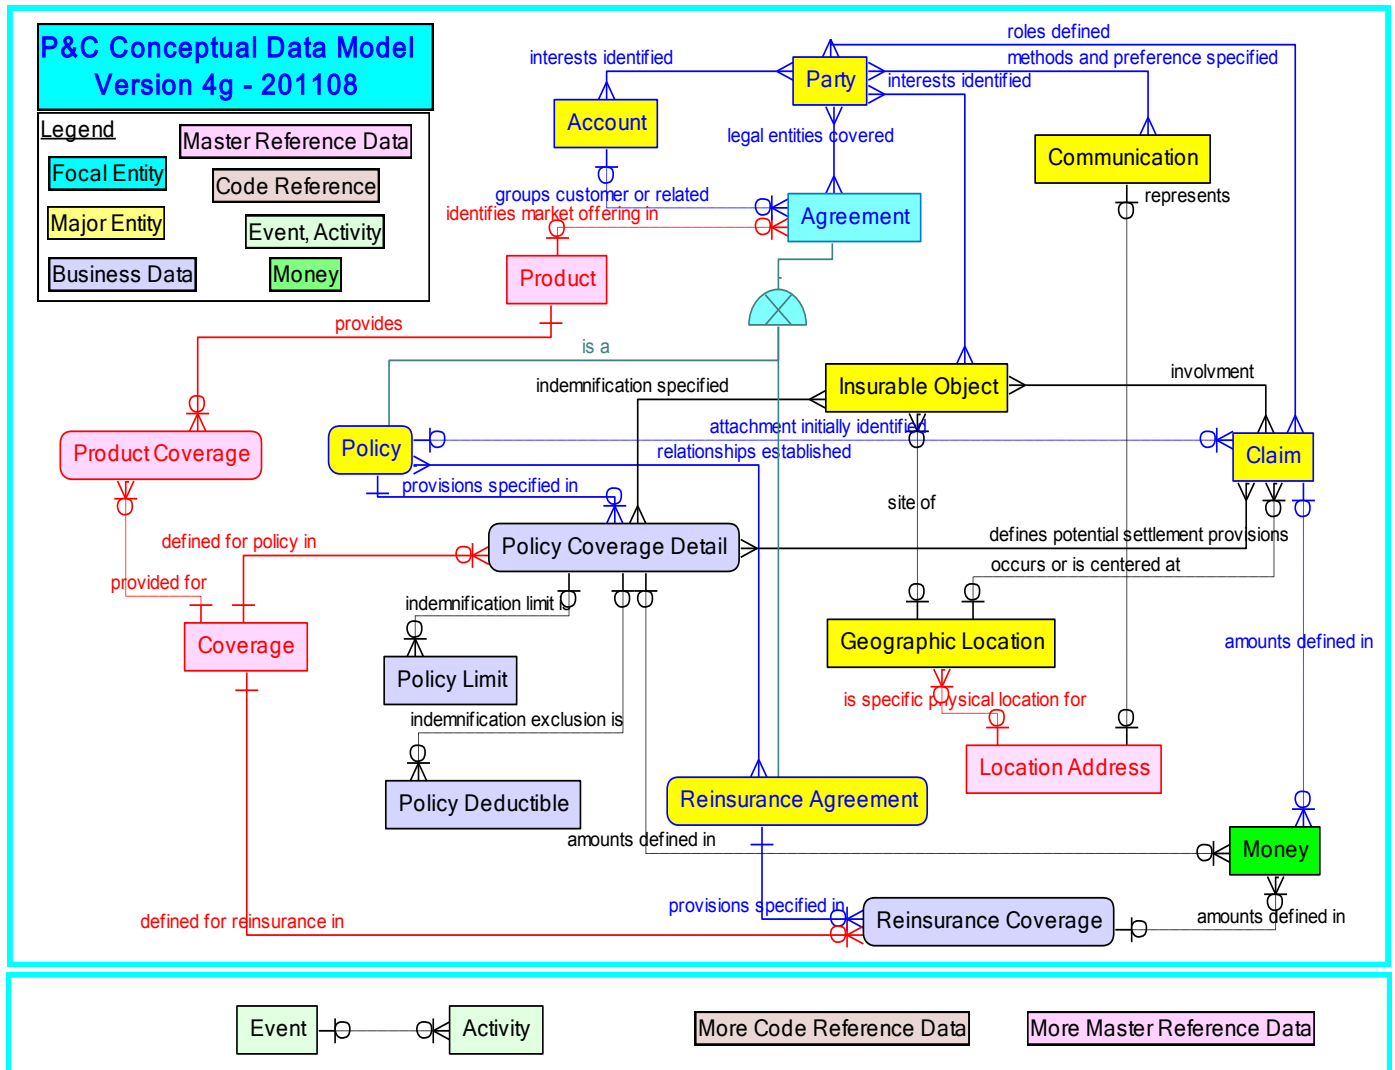 P&C Conceptual Data Model
Version 4g - 201108
Legend
Master Reference Data
Focal Entity
Code Reference
Major Entity
Event, Activity
Business Data
Money
roles defined
methods and preference specified
interests identified
interests identified
Party
Account
legal entities covered
Communication
represents
groups customer or related
identifies market offering in
Agreement
Product
provides
is a
indemnification specified
Insurable Object
involvment
attachment initially identified
Policy
relationships established
Product Coverage
Claim
provisions specified in
site of
defined for policy in
Policy Coverage Detail
defines potential settlement provisions
occurs or is centered at
provided for
indemnification limit is
Coverage
Geographic Location
amounts defined in
Policy Limit
is specific physical location for
indemnification exclusion is
Location Address
Policy Deductible
Reinsurance Agreement
amounts defined in
Money
provisions specified in
defined for reinsurance in
Reinsurance Coverage
amounts defined in
Event
Activity
More Code Reference Data
More Master Reference Data